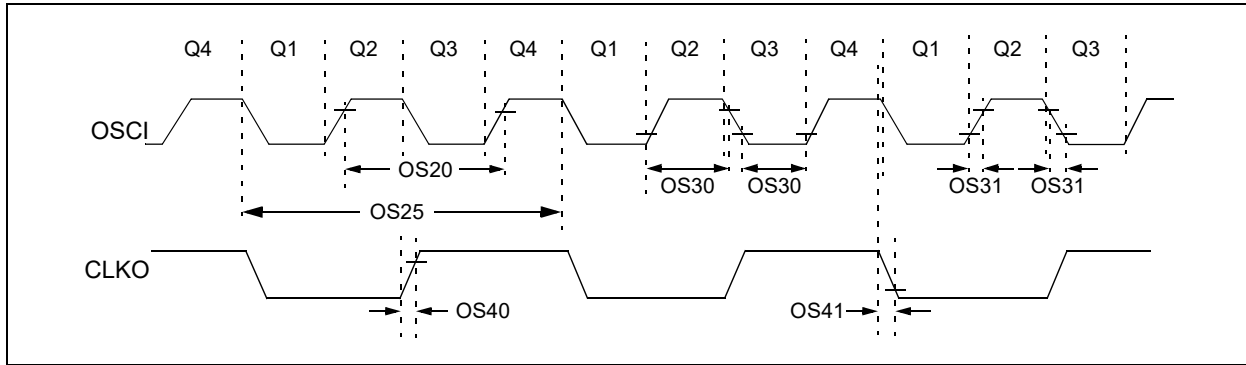 Q4 Q1 Q2 Q3 Q4 Q1 Q2 Q3 Q4 Q1 Q2 Q3
OSCI
OS20 OS30 OS30 OS31 OS31
OS25
CLKO
OS40 OS41